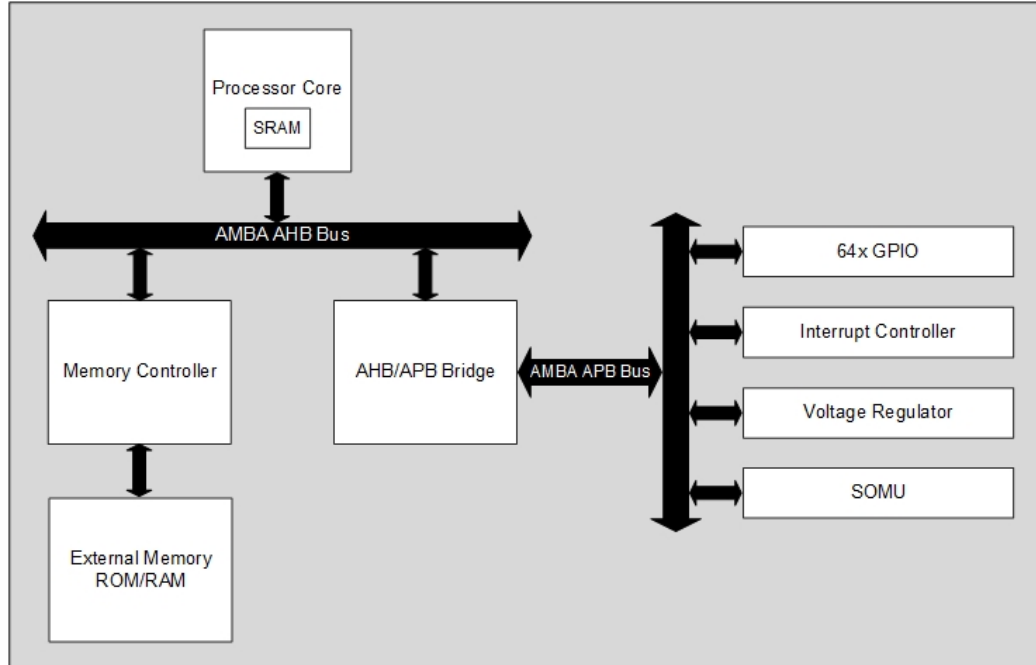 Processor Core
SRAM
AMBA AHB Bus
64x GPIO
Interrupt Controller
Memory Controller
AHB/APB Bridge
AMBA APB Bus
Voltage Regulator
SOMU
External Memory
ROM/RAM